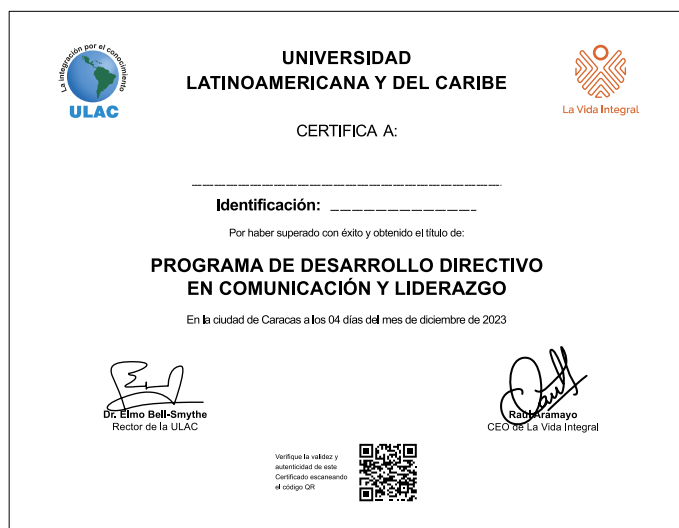 La integración por el conocimiento
ULAC
UNIVERSIDAD
LATINOAMERICANA Y DEL CARIBE
La Vida Integral
CERTIFICA A:
Identificación:
Por haber superado con éxito y obtenido el título de:
PROGRAMA DE DESARROLLO DIRECTIVO
EN COMUNICACIÓN Y LIDERAZGO
En la ciudad de Caracas a los 04 días del mes de diciembre de 2023
Dr. Elmo Bell-Smythe
Rector de la ULAC
Raúl Aramayo
CEO de La Vida Integral
Verifique la validez y
autenticidad de este
Certificado escaneando
el código QR